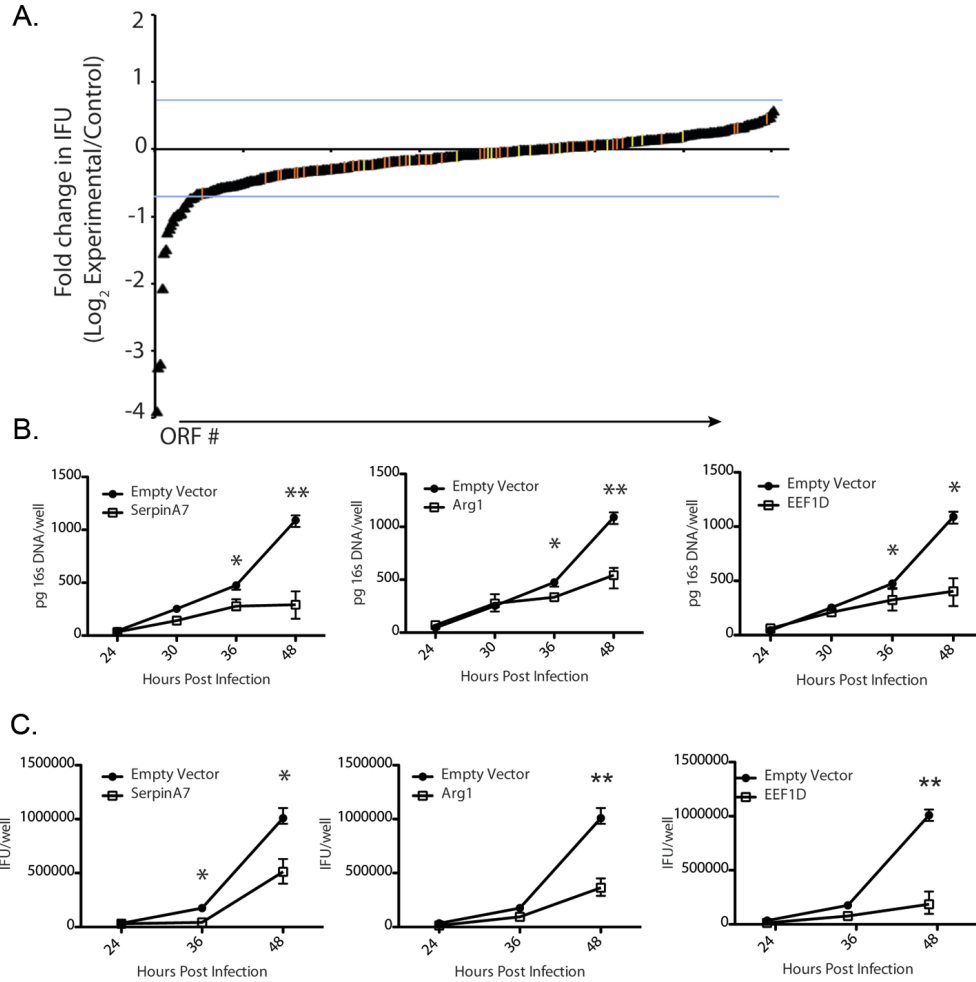 A.
Fold change in IFU
(Log2 Experimental/Control)
2
1
0
-1
-2
-3
-4
ORF #
B.
pg 16s DNA/well
1500
1000
500
0
Empty Vector
SerpinA7
*
**
24
30
36
48
Hours Post Infection
pg 16s DNA/well
1500
1000
500
0
Empty Vector
Arg1
*
**
24
30
36
48
Hours Post Infection
pg 16s DNA/well
1500
1000
500
0
Empty Vector
EEF1D
*
*
24
30
36
48
Hours Post Infection
C.
IFU/well
1500000
1000000
500000
0
Empty Vector
SerpinA7
*
*
24
36
48
Hours Post Infection
IFU/well
1500000
1000000
500000
0
Empty Vector
Arg1
**
24
36
48
Hours Post Infection
IFU/well
1500000
1000000
500000
0
Empty Vector
EEF1D
**
24
36
48
Hours Post Infection